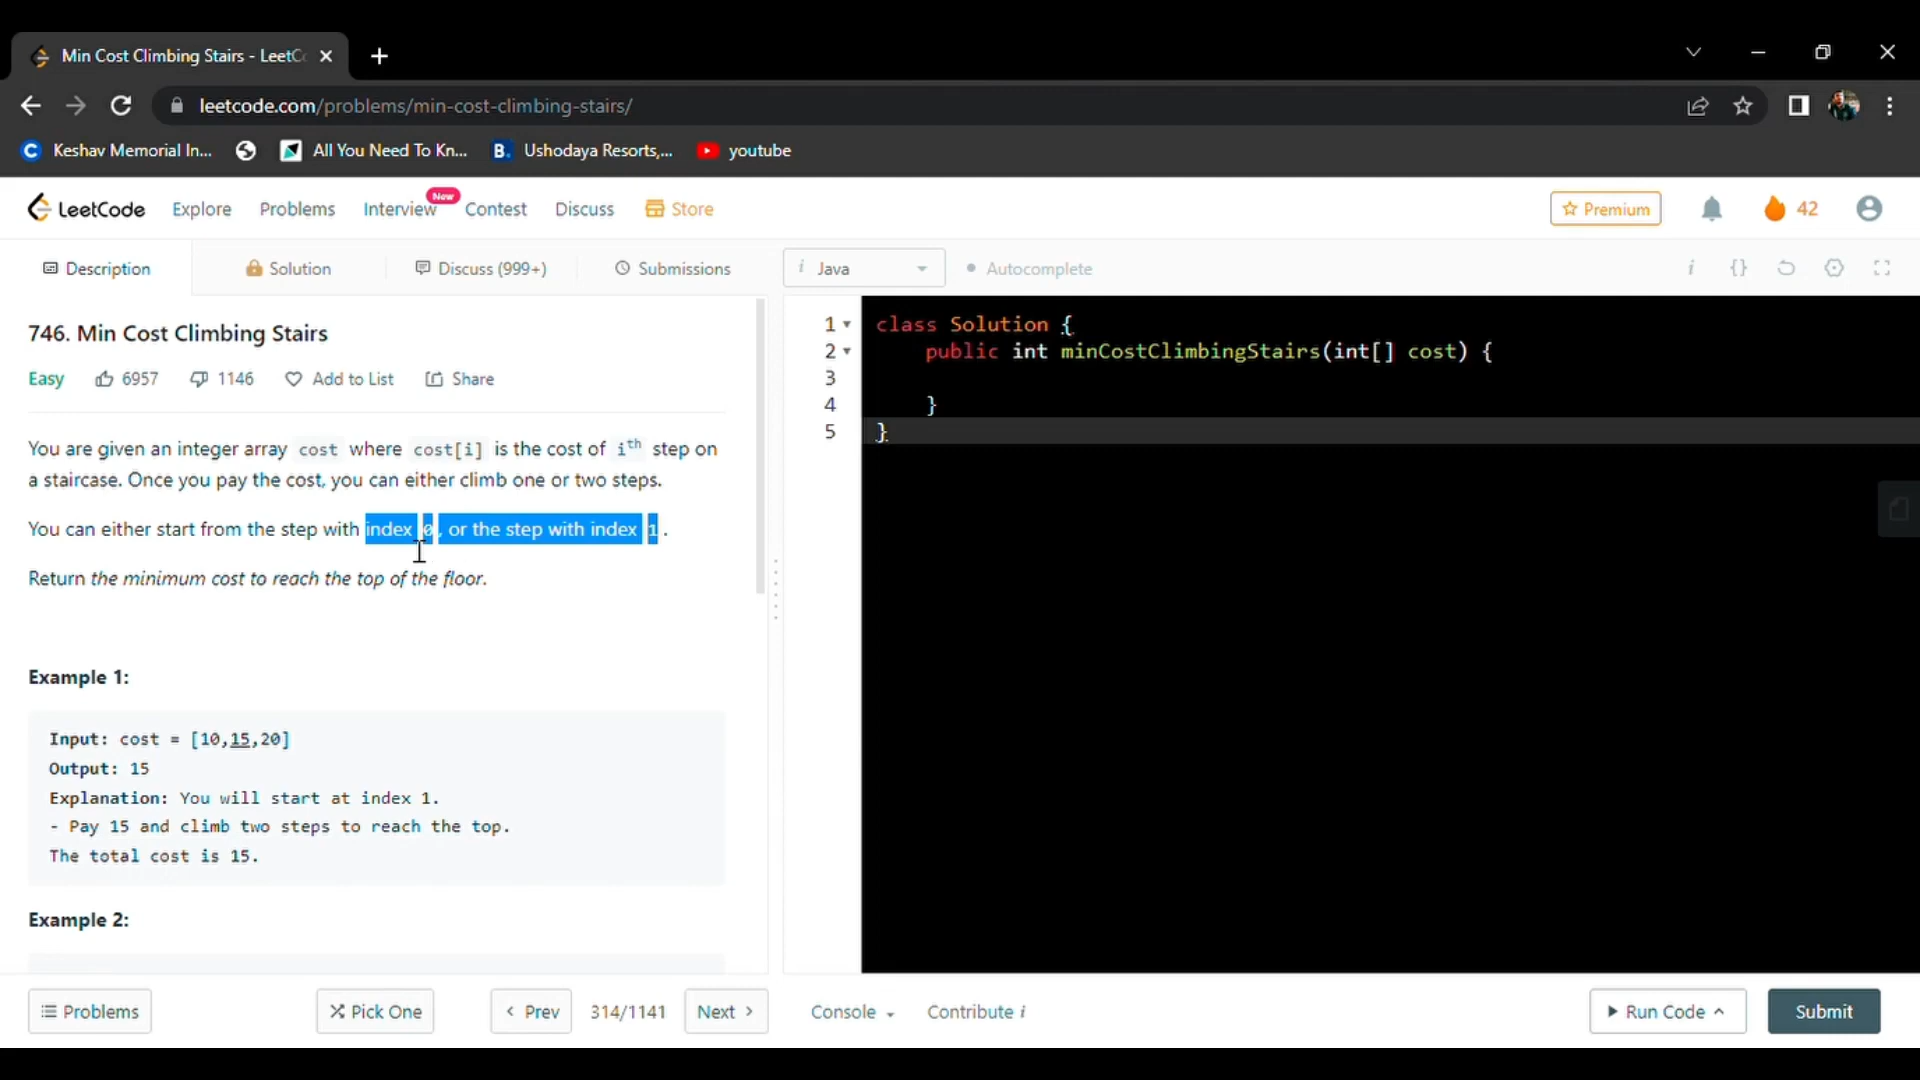 Min Cost Climbing Stairs - LeetC
leetcode.com/problems/min-cost-climbing-stairs/
Keshav Memorial In...
All You Need To Kn...
B. Ushodaya Resorts,...
youtube
LeetCode
Explore
Problems
Interview
New
Contest
Discuss
Store
Premium
42
Description
Solution
Discuss (999+)
Submissions
i Java
Autocomplete
i {}
746. Min Cost Climbing Stairs
Easy 6957 1146 Add to List Share
You are given an integer array cost where cost[i] is the cost of ith step on
a staircase. Once you pay the cost, you can either climb one or two steps.
You can either start from the step with index 0, or the step with index 1.
Return the minimum cost to reach the top of the floor.
Example 1:
Input: cost = [10,15,20]
Output: 15
Explanation: You will start at index 1.
- Pay 15 and climb two steps to reach the top.
The total cost is 15.
Example 2:
1 class Solution {
2 public int minCostClimbingStairs(int[] cost) {
3
4 }
5 }
Problems
Pick One
< Prev
314/1141
Next >
Console
Contribute i
Run Code
Submit